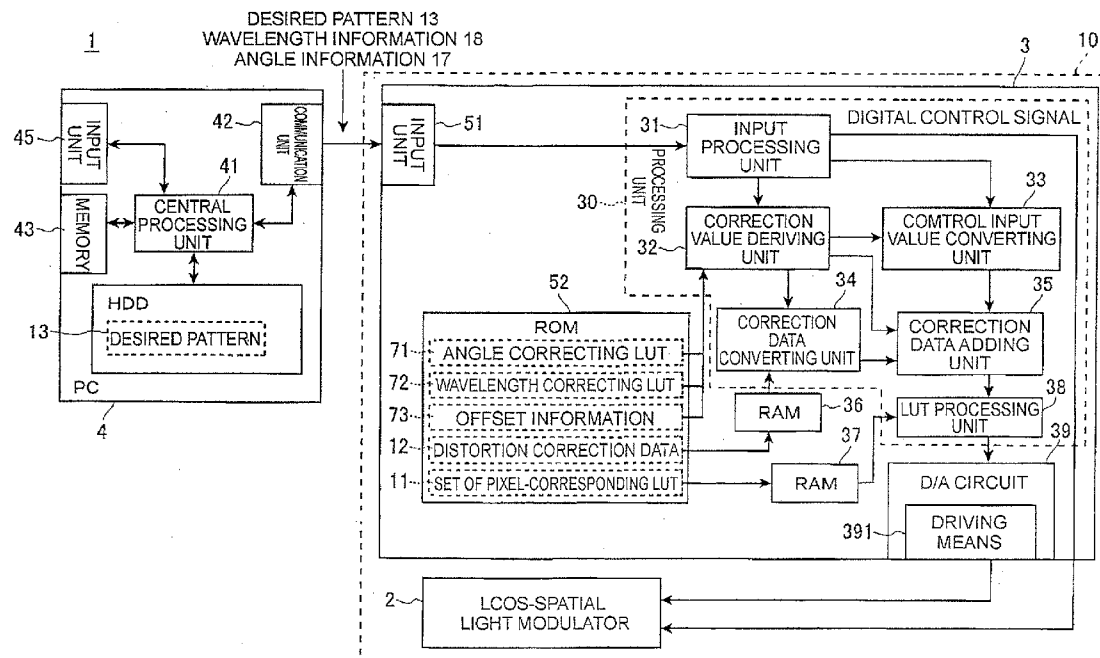 DESIRED PATTERN 13
WAVELENGTH INFORMATION 18
ANGLE INFORMATION 17
1
10
3
45
INPUT
UNIT
42
COMMUNICATION
UNIT
41
CENTRAL
PROCESSING
UNIT
43
MEMORY
HDD
13
DESIRED PATTERN
PC
4
INPUT
UNIT
51
DIGITAL CONTROL SIGNAL
31
INPUT
PROCESSING
UNIT
PROCESSING
UNIT
30
33
32
CORRECTION
VALUE DERIVING
UNIT
COMTROL INPUT
VALUE CONVERTING
UNIT
34
35
CORRECTION
DATA
CONVERTING UNIT
CORRECTION
DATA ADDING
UNIT
52
ROM
71
ANGLE CORRECTING LUT
72
WAVELENGTH CORRECTING LUT
73
OFFSET INFORMATION
12
DISTORTION CORRECTION DATA
11
SET OF PIXEL-CORRESPONDING LUT
RAM
36
RAM
37
LUT PROCESSING
UNIT
38
39
D/A CIRCUIT
391
DRIVING
MEANS
2
LCOS-SPATIAL
LIGHT MODULATOR